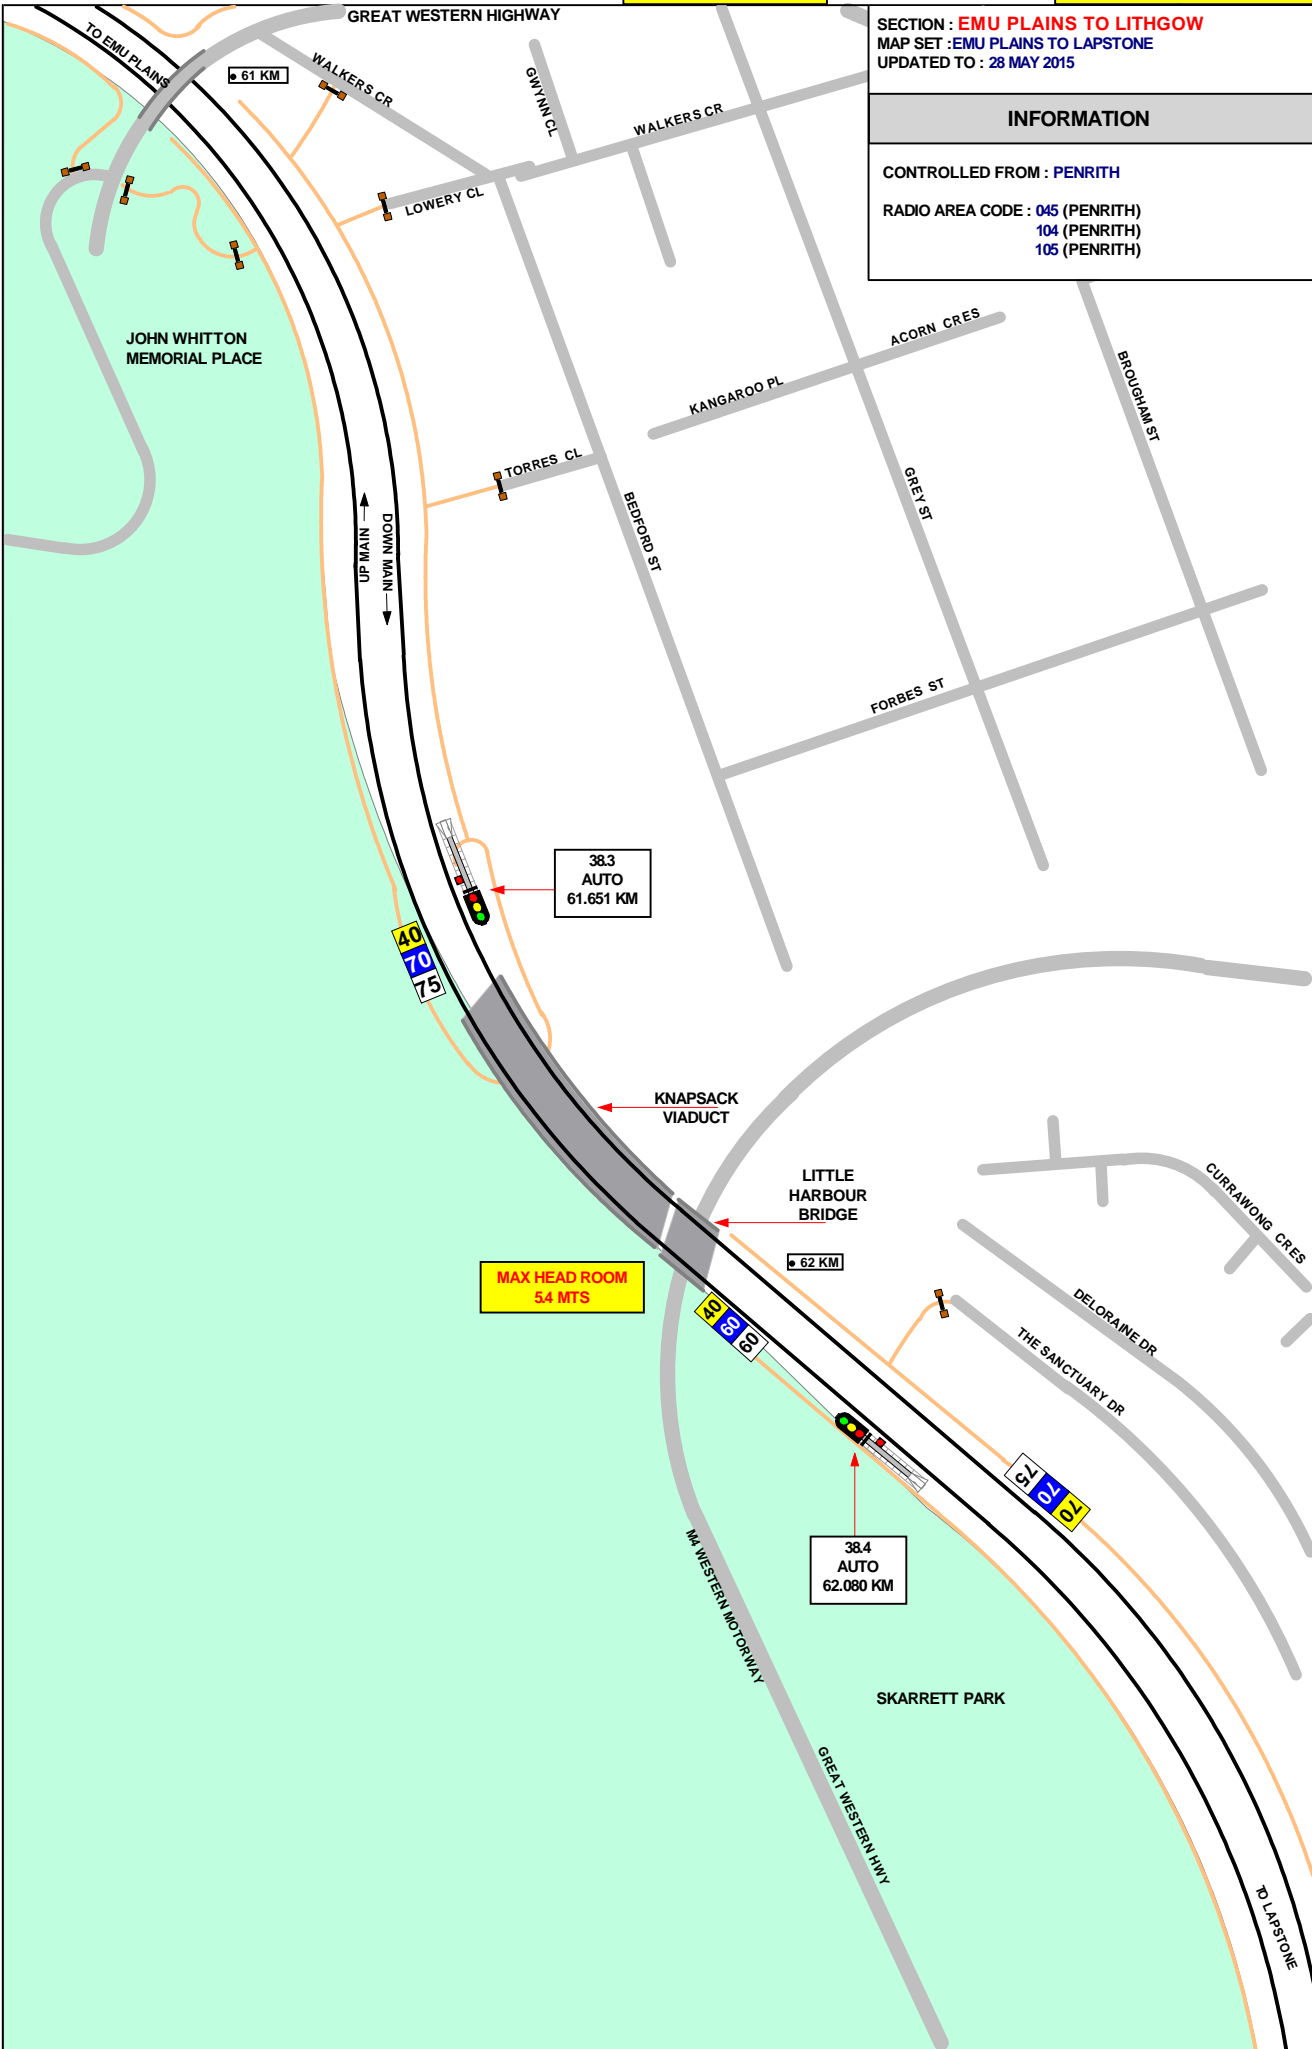 GREAT WESTERN HIGHWAY
SECTION : EMU PLAINS TO LITHGOW
MAP SET :EMU PLAINS TO LAPSTONE
UPDATED TO : 28 MAY 2015
INFORMATION
CONTROLLED FROM : PENRITH
RADIO AREA CODE : 045 (PENRITH)
104 (PENRITH)
105 (PENRITH)
TO EMU PLAINS
61 KM
WALKERS CR
GWYNN CL
WALKERS CR
LOWERY CL
JOHN WHITTON
MEMORIAL PLACE
ACORN CRES
KANGAROO PL
BROUGHAM ST
TORRES CL
BEDFORD ST
GREY ST
UP MAIN
DOWN MAIN
FORBES ST
38.3
AUTO
61.651 KM
40
70
75
KNAPSACK
VIADUCT
LITTLE
HARBOUR
BRIDGE
CURRAWONG CRES
62 KM
MAX HEAD ROOM
5.4 MTS
40
60
60
DELORAINE DR
THE SANCTUARY DR
75
70
70
38.4
AUTO
62.080 KM
M4 WESTERN MOTORWAY
SKARRETT PARK
GREAT WESTERN HWY
TO LAPSTONE